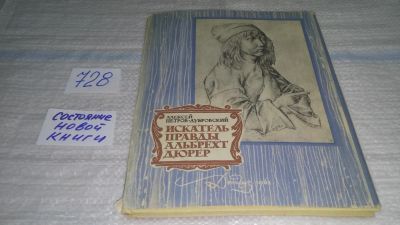 728
СОСТОЯНИЕ
НОВОЙ
КНИГИ
АЛЕКСЕЙ
ПЕТРОВ-ДУБРОВСКИЙ
ИСКАТЕЛЬ
ПРАВДЫ
АЛЬБРЕХТ
ДЮРЕР